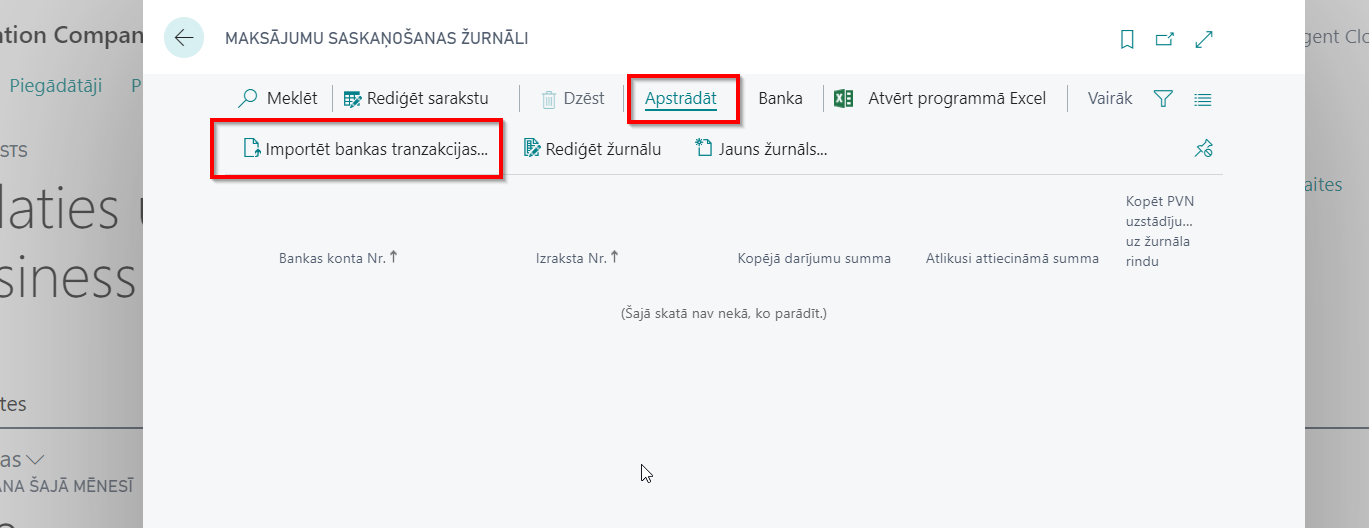 ation Compan
MAKSĀJUMU SASKAŅOŠANAS ŽURNĀLI
gent Clo
Piegādātāji P
Meklēt Rediģēt sarakstu Dzēst Apstrādāt Banka Atvērt programmā Excel Vairāk
STS
Importēt bankas tranzakcijas... Rediģēt žurnālu Jauns žurnāls...
laties u
aites
siness
Kopēt PVN
uzstādīju...
uz žurnāla
rindu
Bankas konta Nr. Izraksta Nr. Kopējā darījumu summa Atlikusi attiecināmā summa
(Šajā skatā nav nekā, ko parādīt.)
tes
as
ANA ŠAJĀ MĒNESĪ